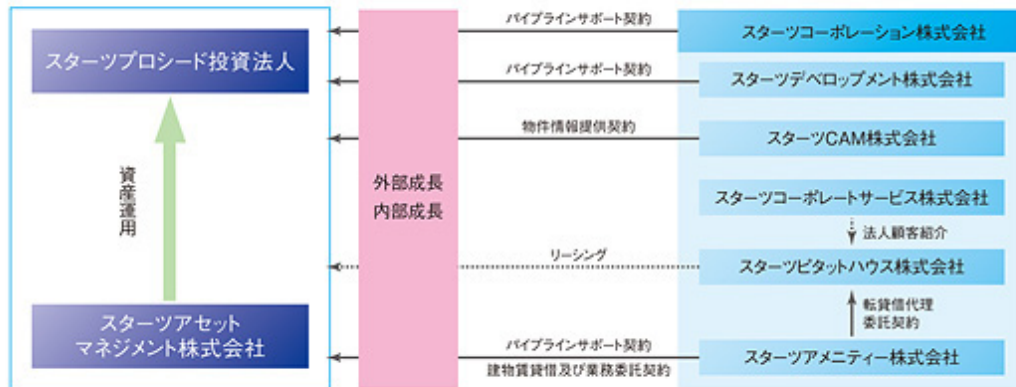 パイプラインサポート契約
スターツコーポレーション株式会社
スターツプロシード投資法人
パイプラインサポート契約
スターツデベロップメント株式会社
物件情報提供契約
スターツCAM株式会社
資産運用
外部成長
内部成長
スターツコーポレートサービス株式会社
法人顧客紹介
リーシング
スターツピタットハウス株式会社
転貸借代理
委託契約
スターツアセット
マネジメント株式会社
パイプラインサポート契約
建物賃貸借及び業務委託契約
スターツアメニティー株式会社